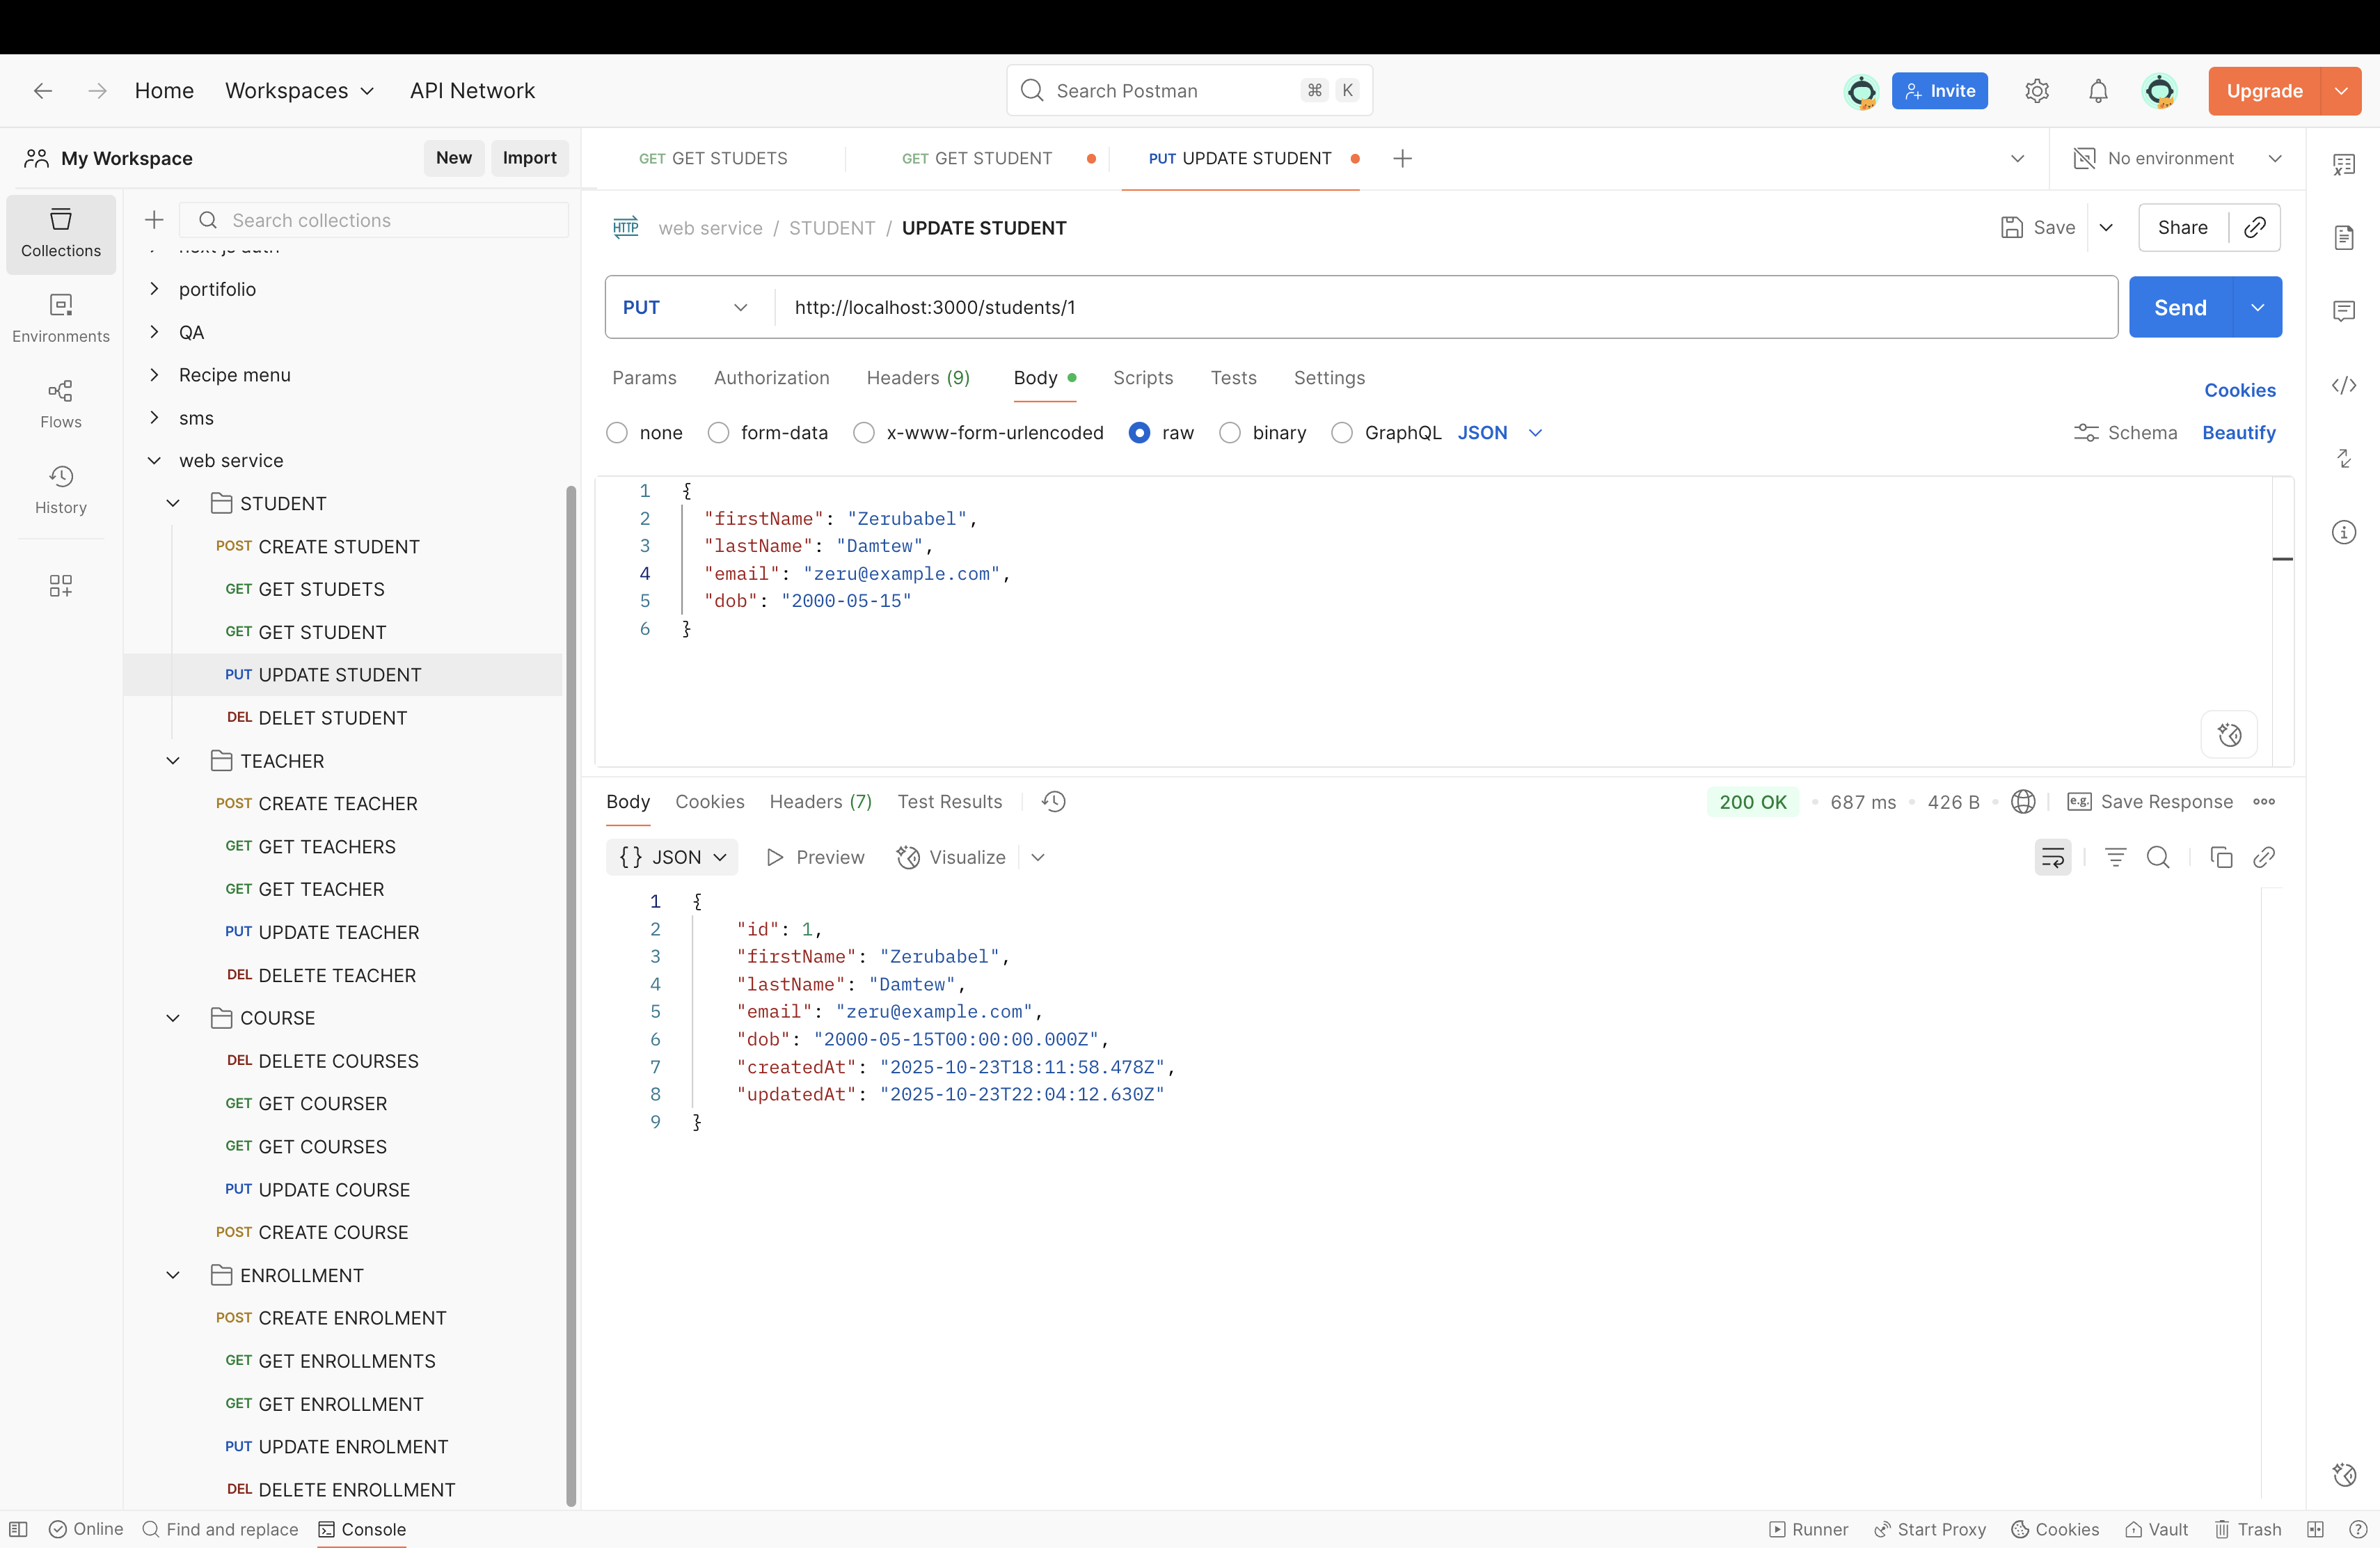 Home Workspaces API Network Search Postman ⌘ K Invite Upgrade
My Workspace New Import
GET GET STUDETS GET GET STUDENT PUT UPDATE STUDENT No environment
Collections
Environments
Flows
History
Search collections
portifolio
QA
Recipe menu
sms
web service
STUDENT
POST CREATE STUDENT
GET GET STUDETS
GET GET STUDENT
PUT UPDATE STUDENT
DEL DELET STUDENT
TEACHER
POST CREATE TEACHER
GET GET TEACHERS
GET GET TEACHER
PUT UPDATE TEACHER
DEL DELETE TEACHER
COURSE
DEL DELETE COURSES
GET GET COURSER
GET GET COURSES
PUT UPDATE COURSE
POST CREATE COURSE
ENROLLMENT
POST CREATE ENROLMENT
GET GET ENROLLMENTS
GET GET ENROLLMENT
PUT UPDATE ENROLMENT
DEL DELETE ENROLLMENT
HTTP web service / STUDENT / UPDATE STUDENT Save Share
PUT http://localhost:3000/students/1 Send
Params Authorization Headers (9) Body Scripts Tests Settings Cookies
none form-data x-www-form-urlencoded raw binary GraphQL JSON Schema Beautify
1 {
2 "firstName": "Zerubabel",
3 "lastName": "Damtew",
4 "email": "zeru@example.com",
5 "dob": "2000-05-15"
6 }
Body Cookies Headers (7) Test Results 200 OK 687 ms 426 B e.g. Save Response
{} JSON Preview Visualize
1 {
2 "id": 1,
3 "firstName": "Zerubabel",
4 "lastName": "Damtew",
5 "email": "zeru@example.com",
6 "dob": "2000-05-15T00:00:00.000Z",
7 "createdAt": "2025-10-23T18:11:58.478Z",
8 "updatedAt": "2025-10-23T22:04:12.630Z"
9 }
Online Find and replace Console Runner Start Proxy Cookies Vault Trash